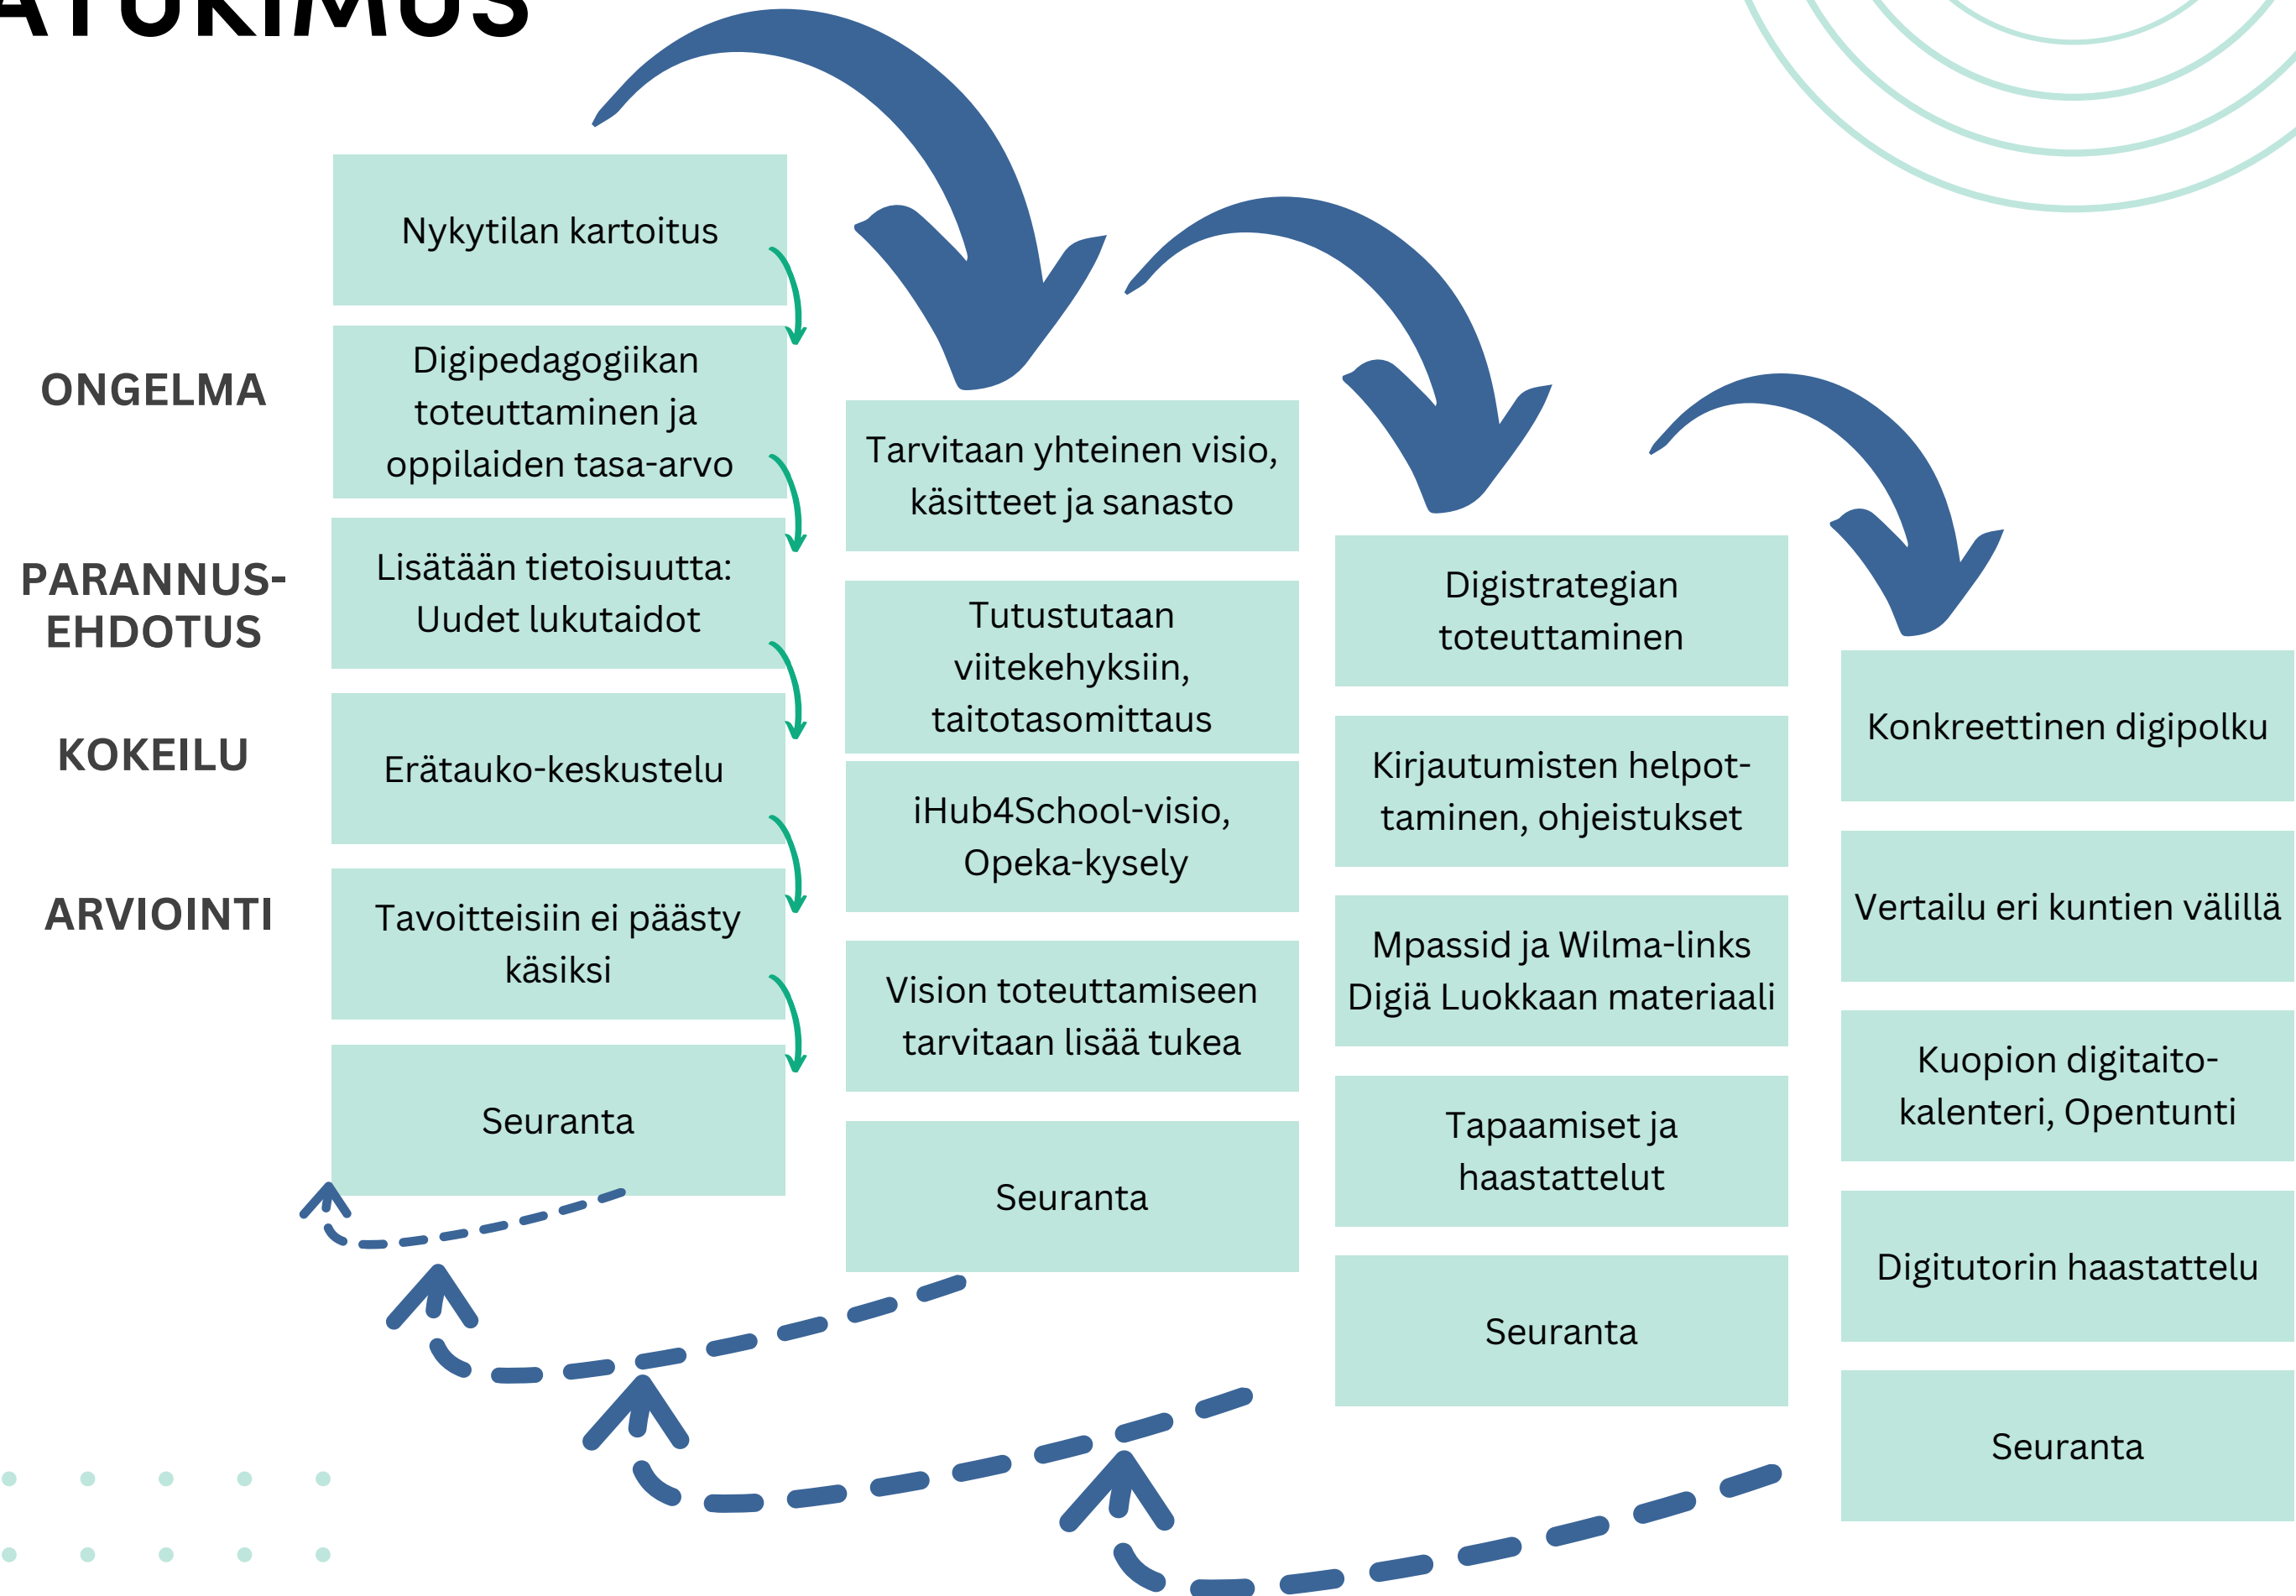 ATUKIMUS
Nykytilan kartoitus
ONGELMA
Digipedagogiikan
toteuttaminen ja
oppilaiden tasa-arvo
PARANNUS-
EHDOTUS
Lisätään tietoisuutta:
Uudet lukutaidot
KOKEILU
Erätauko-keskustelu
ARVIOINTI
Tavoitteisiin ei päästy
käsiksi
Seuranta
Tarvitaan yhteinen visio,
käsitteet ja sanasto
Tutustutaan
viitekehyksiin,
taitotasomittaus
iHub4School-visio,
Opeka-kysely
Vision toteuttamiseen
tarvitaan lisää tukea
Seuranta
Digistrategian
toteuttaminen
Kirjautumisten helpot-
taminen, ohjeistukset
Mpassid ja Wilma-links
Digiä Luokkaan materiaali
Tapaamiset ja
haastattelut
Seuranta
Konkreettinen digipolku
Vertailu eri kuntien välillä
Kuopion digitaito-
kalenteri, Opentunti
Digitutorin haastattelu
Seuranta